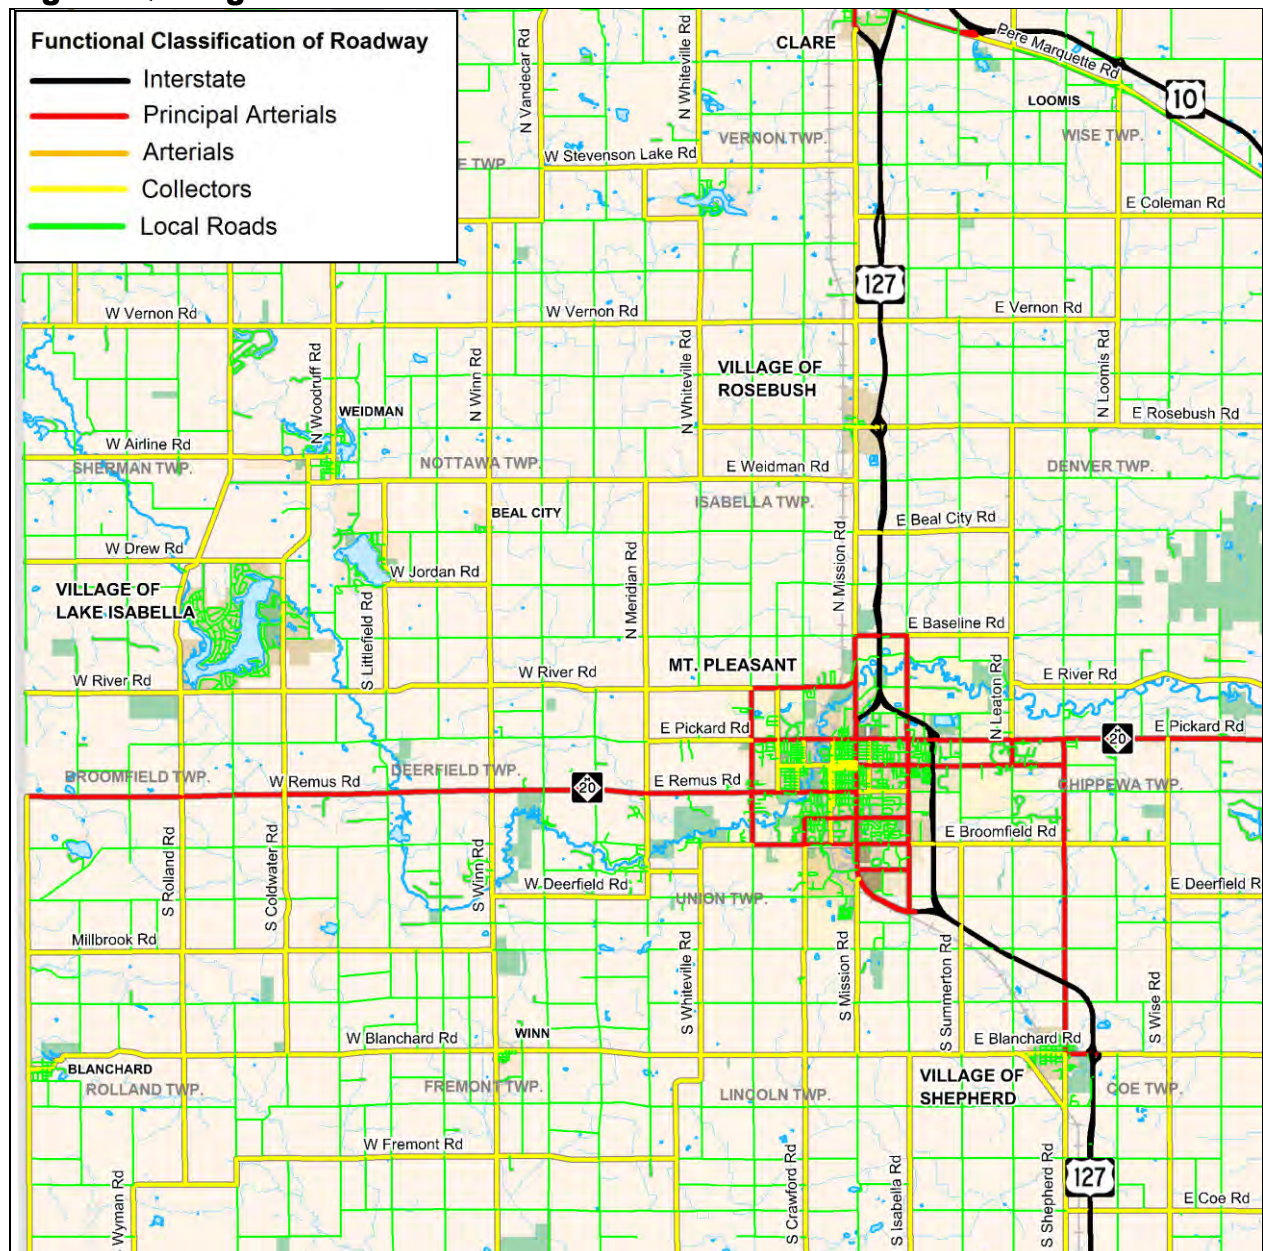 Functional Classification of Roadway
Interstate
Principal Arterials
Arterials
Collectors
Local Roads
CLARE
N Vandecar Rd
N Whiteville Rd
Pere Marquette Rd
10
LOOMIS
VERNON TWP.
WISE TWP.
W Stevenson Lake Rd
E TWP
E Coleman Rd
127
W Vernon Rd
W Vernon Rd
E Vernon Rd
N Woodruff Rd
N Winn Rd
N Whiteville Rd
VILLAGE OF
ROSEBUSH
N Loomis Rd
WEIDMAN
E Rosebush Rd
W Airline Rd
SHERMAN TWP.
NOTTAWA TWP.
E Weidman Rd
DENVER TWP.
ISABELLA TWP.
BEAL CITY
E Beal City Rd
N Mission Rd
W Drew Rd
W Jordan Rd
N Meridian Rd
VILLAGE OF
LAKE ISABELLA
S Littlefield Rd
E Baseline Rd
MT. PLEASANT
W River Rd
W River Rd
E River Rd
N Leaton Rd
E Pickard Rd
E Pickard Rd
20
BROOMFIELD TWP.
W Remus Rd
DEERFIELD TWP.
20
E Remus Rd
CHIPPEWA TWP.
S Rolland Rd
S Coldwater Rd
S Winn Rd
E Broomfield Rd
W Deerfield Rd
E Deerfield R
UNION TWP.
Millbrook Rd
S Whiteville Rd
S Mission Rd
S Summerton Rd
S Wise Rd
W Blanchard Rd
WINN
E Blanchard Rd
BLANCHARD
ROLLAND TWP.
FREMONT TWP.
LINCOLN TWP.
VILLAGE OF
SHEPHERD
COE TWP.
W Fremont Rd
Wyman Rd
S Crawford Rd
S Isabella Rd
S Shepherd Rd
127
E Coe Rd